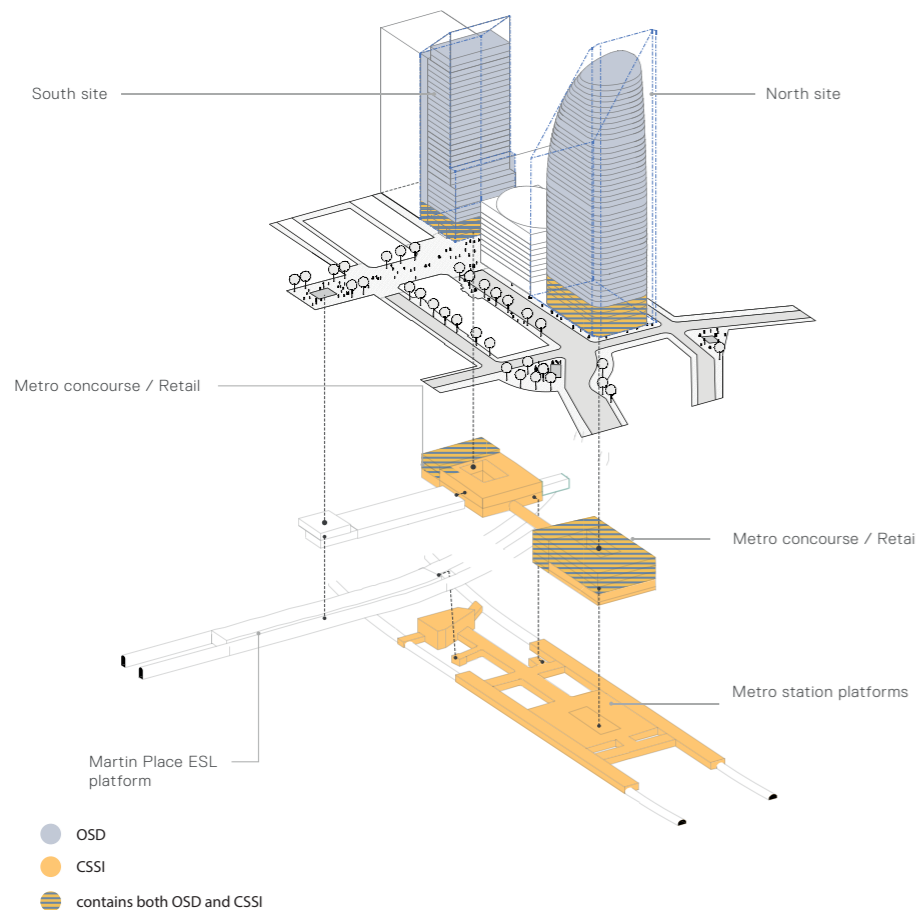 South site
North site
Metro concourse / Retail
Metro concourse / Retai
Metro station platforms
Martin Place ESL
platform
OSD
CSSI
contains both OSD and CSSI